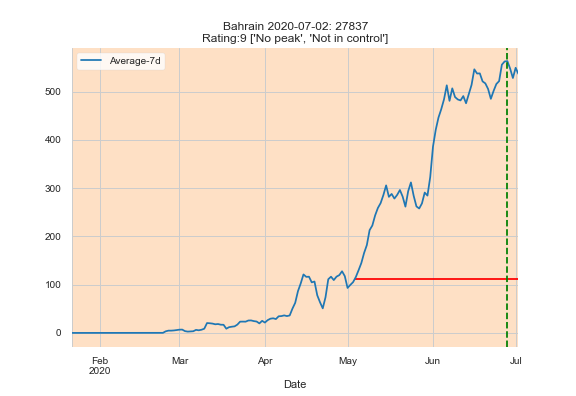 Bahrain 2020-07-02: 27837
Rating:9 ['No peak', 'Not in control']
Average-7d
500
400
300
200
100
0
Feb
2020
Mar
Apr
May
Jun
Jul
Date